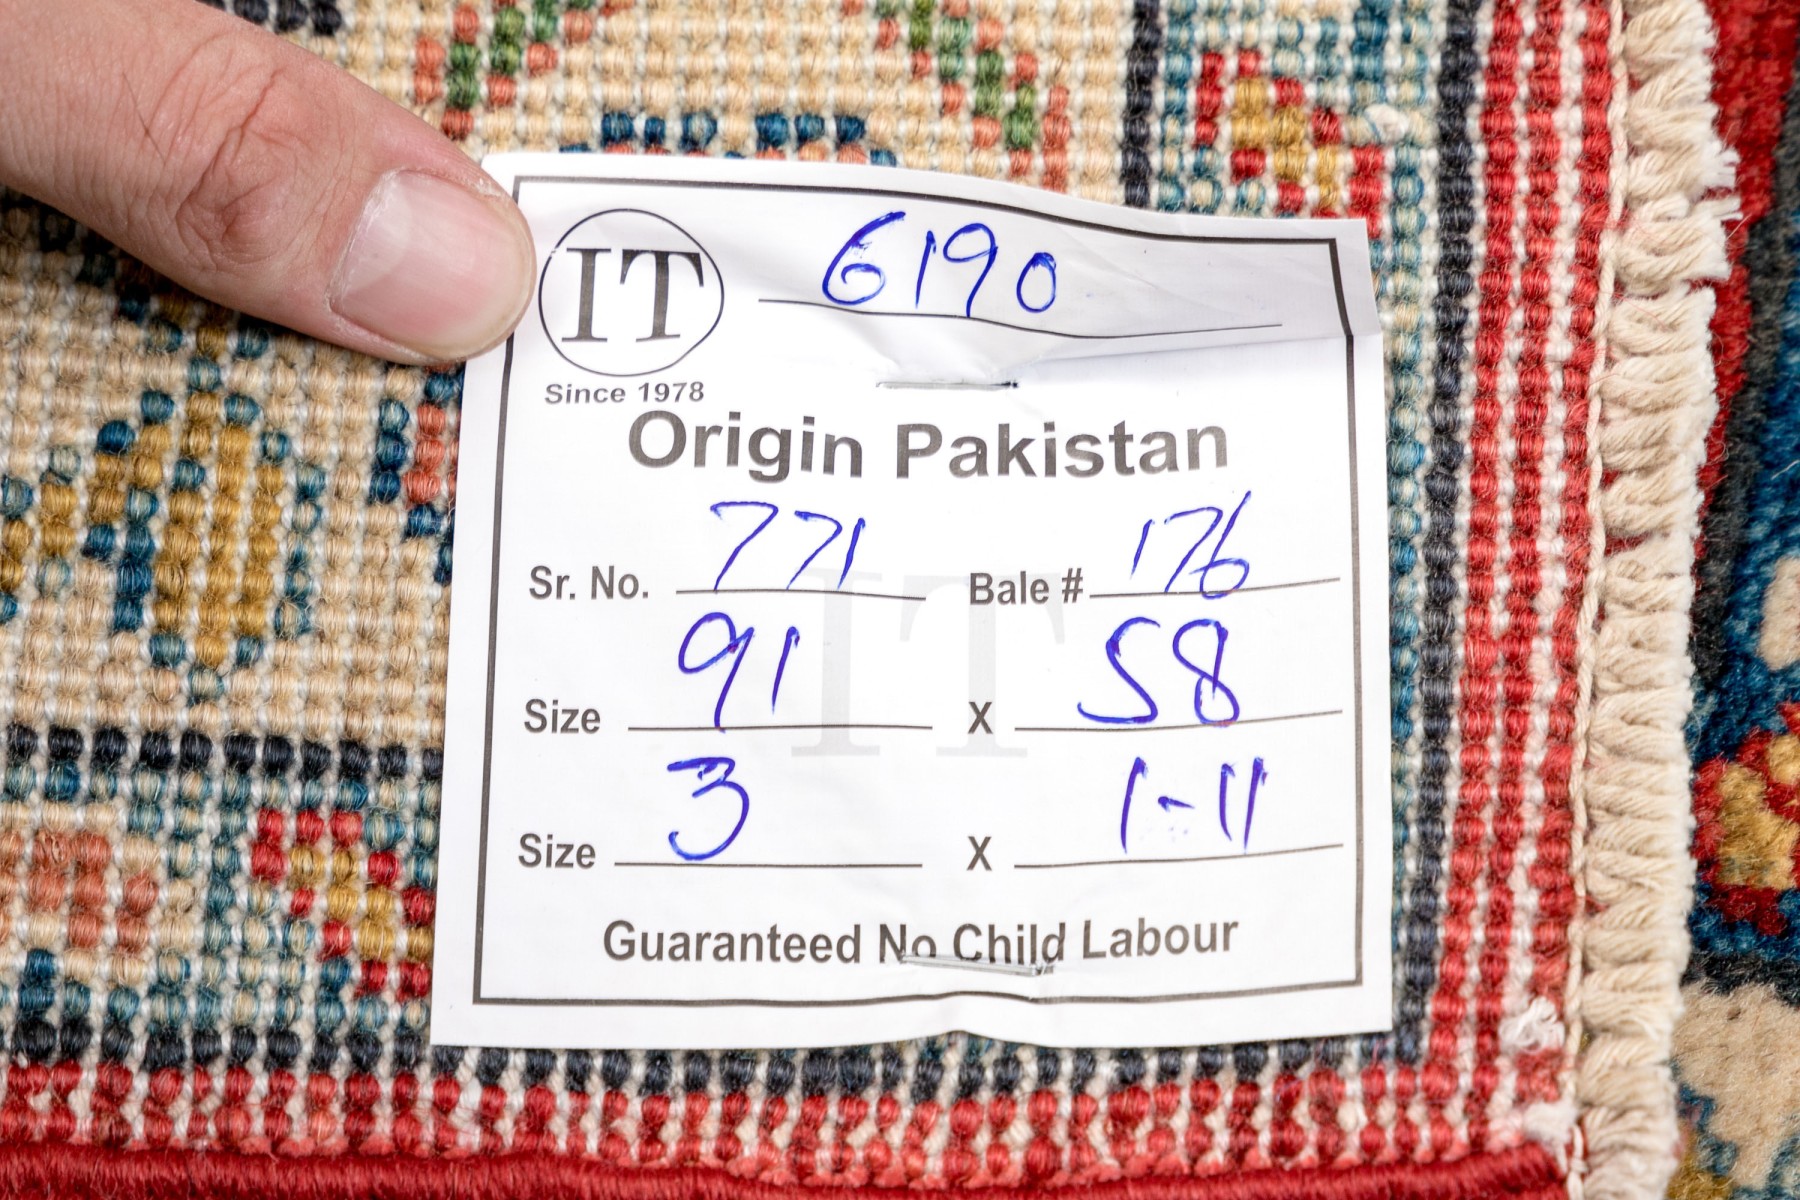 IT 6190
Since 1978
Origin Pakistan
Sr. No. 771 Bale # 176
Size 91 X 58
Size 3 X 1-11
Guaranteed No Child Labour
IT